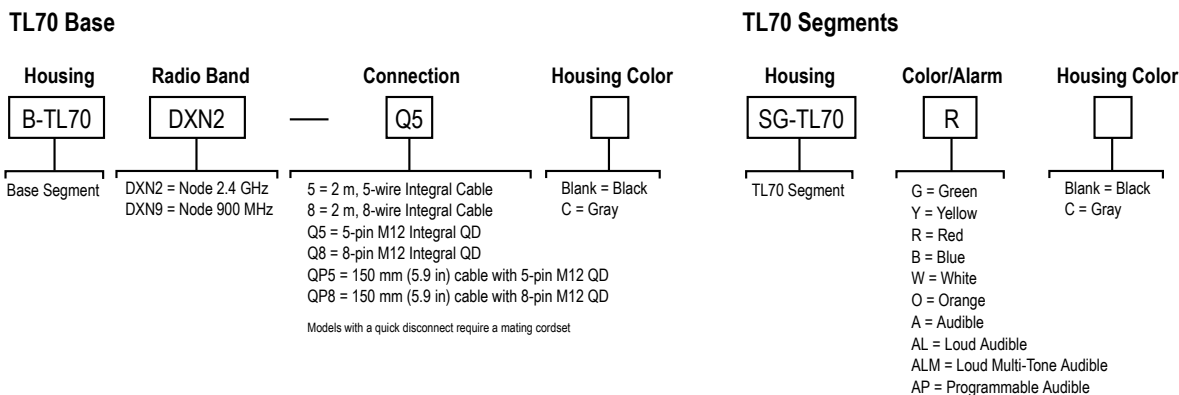 TL70 Base
Housing
Radio Band
Connection
Housing Color
B-TL70
DXN2
—
Q5
Base Segment
DXN2 = Node 2.4 GHz
DXN9 = Node 900 MHz
5 = 2 m, 5-wire Integral Cable
8 = 2 m, 8-wire Integral Cable
Q5 = 5-pin M12 Integral QD
Q8 = 8-pin M12 Integral QD
QP5 = 150 mm (5.9 in) cable with 5-pin M12 QD
QP8 = 150 mm (5.9 in) cable with 8-pin M12 QD
Models with a quick disconnect require a mating cordset
Blank = Black
C = Gray
TL70 Segments
Housing
Color/Alarm
Housing Color
SG-TL70
R
TL70 Segment
G = Green
Y = Yellow
R = Red
B = Blue
W = White
O = Orange
A = Audible
AL = Loud Audible
ALM = Loud Multi-Tone Audible
AP = Programmable Audible
Blank = Black
C = Gray